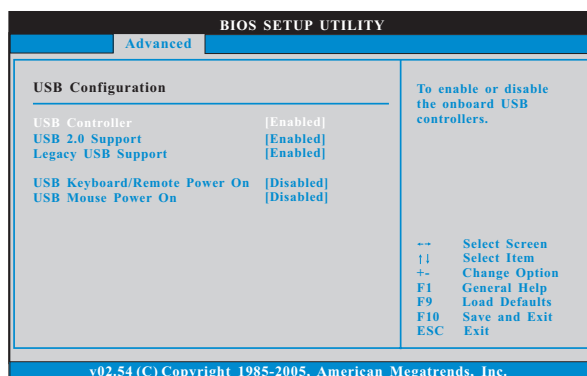 BIOS SETUP UTILITY
Advanced
USB Configuration
USB Controller [Enabled]
USB 2.0 Support [Enabled]
Legacy USB Support [Enabled]
USB Keyboard/Remote Power On [Disabled]
USB Mouse Power On [Disabled]
To enable or disable
the onboard USB
controllers.
←→ Select Screen
↑↓ Select Item
+- Change Option
F1 General Help
F9 Load Defaults
F10 Save and Exit
ESC Exit
v02.54 (C) Copyright 1985-2005, American Megatrends, Inc.